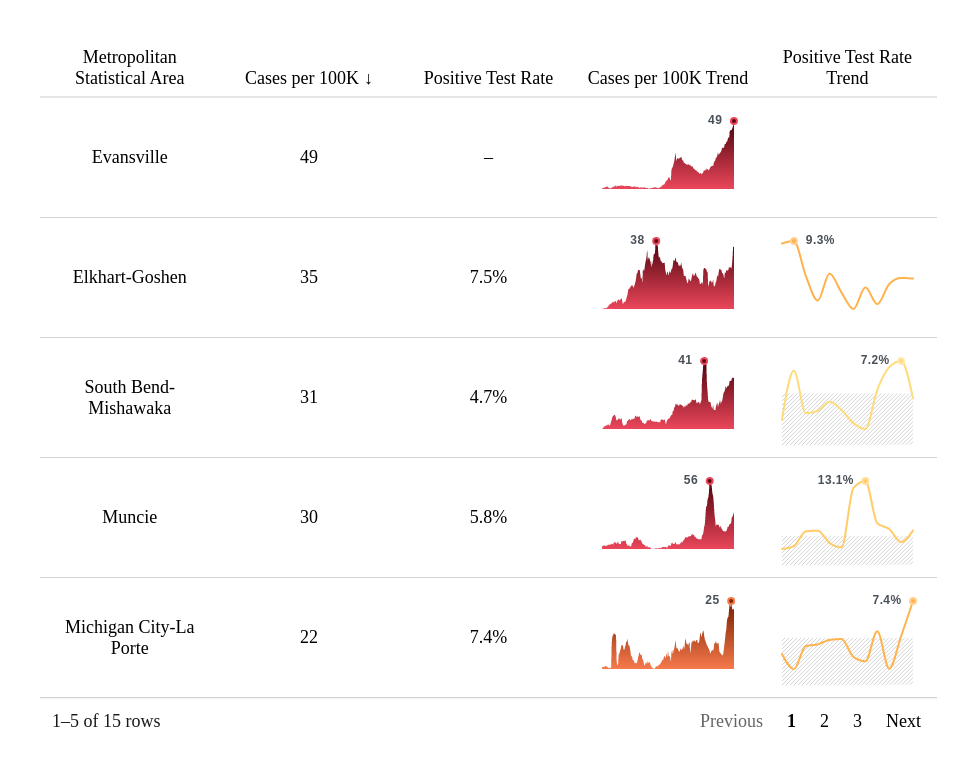 Metropolitan
Statistical Area
Cases per 100K ↓
Positive Test Rate
Cases per 100K Trend
Positive Test Rate
Trend
Evansville
49
–
49
Elkhart-Goshen
35
7.5%
38
9.3%
South Bend-
Mishawaka
31
4.7%
41
7.2%
Muncie
30
5.8%
56
13.1%
Michigan City-La
Porte
22
7.4%
25
7.4%
1–5 of 15 rows
Previous 1 2 3 Next